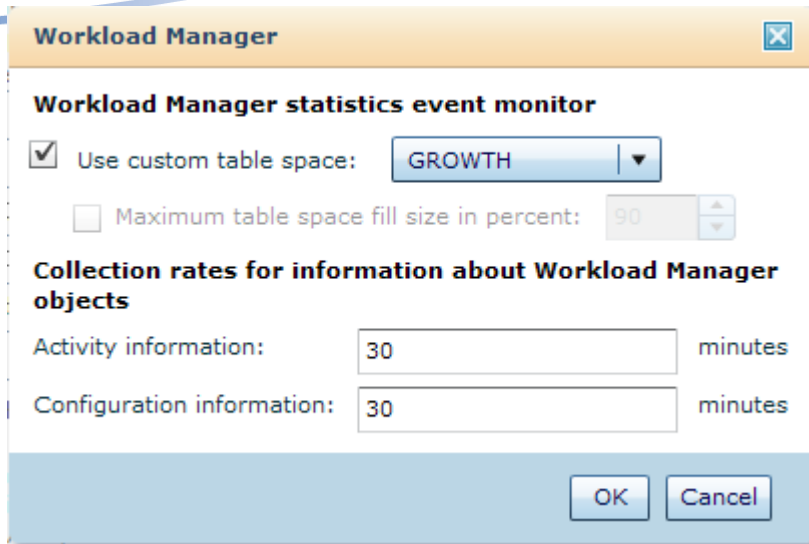 Workload Manager
Workload Manager statistics event monitor
Use custom table space: GROWTH
Maximum table space fill size in percent: 90
Collection rates for information about Workload Manager
objects
Activity information: 30 minutes
Configuration information: 30 minutes
OK Cancel